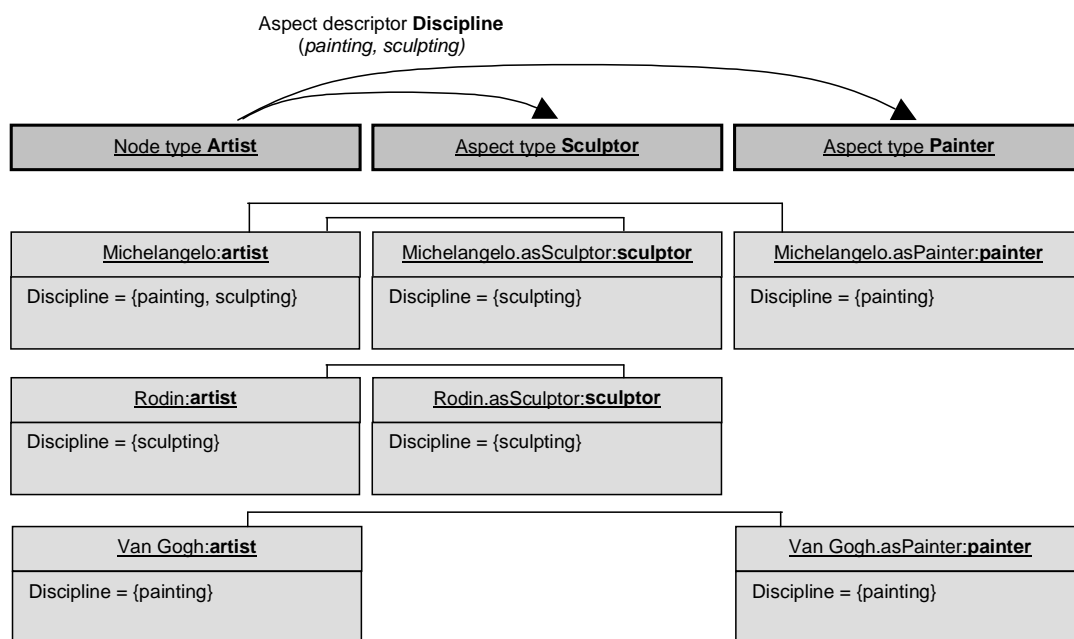 Aspect descriptor Discipline
(painting, sculpting)
Node type Artist
Aspect type Sculptor
Aspect type Painter
Michelangelo:artist
Michelangelo.asSculptor:sculptor
Michelangelo.asPainter:painter
Discipline = {painting, sculpting}
Discipline = {sculpting}
Discipline = {painting}
Rodin:artist
Rodin.asSculptor:sculptor
Discipline = {sculpting}
Discipline = {sculpting}
Van Gogh:artist
Van Gogh.asPainter:painter
Discipline = {painting}
Discipline = {painting}